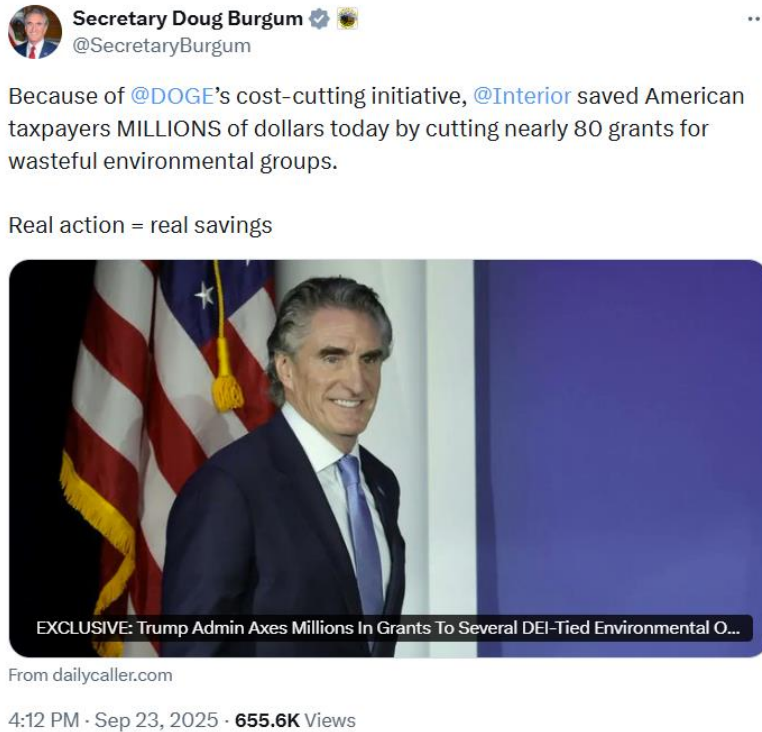 Secretary Doug Burgum
@SecretaryBurgum
Because of @DOGE’s cost-cutting initiative, @Interior saved American
taxpayers MILLIONS of dollars today by cutting nearly 80 grants for
wasteful environmental groups.
Real action = real savings
EXCLUSIVE: Trump Admin Axes Millions In Grants To Several DEI-Tied Environmental O...
From dailycaller.com
4:12 PM · Sep 23, 2025 · 655.6K Views